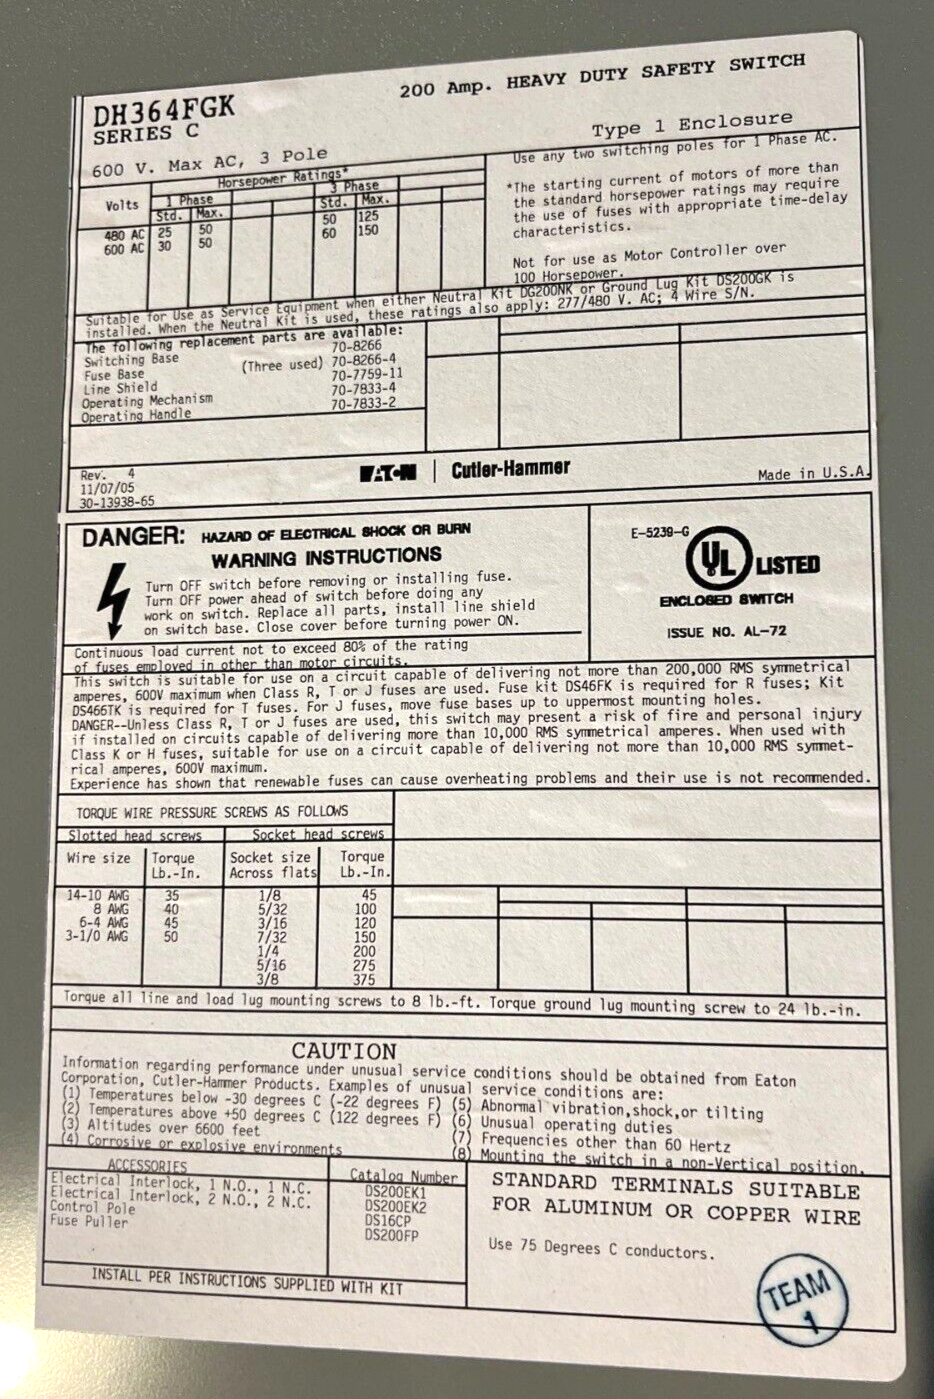 DH364FGK
SERIES C
200 Amp. HEAVY DUTY SAFETY SWITCH
Type 1 Enclosure
600 V. Max AC, 3 Pole
Volts
Horsepower Ratings*
1 Phase
3 Phase
Std. Max. Std. Max.
480 AC 25 50 50 125
600 AC 30 50 60 150
Use any two switching poles for 1 Phase AC.
*The starting current of motors of more than
the standard horsepower ratings may require
the use of fuses with appropriate time-delay
characteristics.
Not for use as Motor Controller over
100 Horsepower.
Suitable for Use as Service Equipment when either Neutral Kit DG200NK or Ground Lug Kit DS200GK is
installed. When the Neutral Kit is used, these ratings also apply: 277/480 V. AC; 4 Wire S/N.
The following replacement parts are available:
Switching Base 70-8266
Fuse Base (Three used) 70-8266-4
Line Shield 70-7759-11
Operating Mechanism 70-7833-4
Operating Handle 70-7833-2
Rev. 4
11/07/05
30-13938-65
EATON | Cutler-Hammer
Made in U.S.A.
DANGER: HAZARD OF ELECTRICAL SHOCK OR BURN
WARNING INSTRUCTIONS
Turn OFF switch before removing or installing fuse.
Turn OFF power ahead of switch before doing any
work on switch. Replace all parts, install line shield
on switch base. Close cover before turning power ON.
E-5239-G
UL LISTED
ENCLOSED SWITCH
ISSUE NO. AL-72
Continuous load current not to exceed 80% of the rating
of fuses employed in other than motor circuits.
This switch is suitable for use on a circuit capable of delivering not more than 200,000 RMS symmetrical
amperes, 600V maximum when Class R, T or J fuses are used. Fuse kit DS46FK is required for R fuses; Kit
DS466TK is required for T fuses. For J fuses, move fuse bases up to uppermost mounting holes.
DANGER--Unless Class R, T or J fuses are used, this switch may present a risk of fire and personal injury
if installed on circuits capable of delivering more than 10,000 RMS symmetrical amperes. When used with
Class K or H fuses, suitable for use on a circuit capable of delivering not more than 10,000 RMS symmet-
rical amperes, 600V maximum.
Experience has shown that renewable fuses can cause overheating problems and their use is not recommended.
TORQUE WIRE PRESSURE SCREWS AS FOLLOWS
Slotted head screws Socket head screws
Wire size Torque Socket size Torque
Lb.-In. Across flats Lb.-In.
14-10 AWG 35 1/8 45
8 AWG 40 5/32 100
6-4 AWG 45 3/16 120
3-1/0 AWG 50 7/32 150
1/4 200
5/16 275
3/8 375
Torque all line and load lug mounting screws to 8 lb.-ft. Torque ground lug mounting screw to 24 lb.-in.
CAUTION
Information regarding performance under unusual service conditions should be obtained from Eaton
Corporation, Cutler-Hammer Products. Examples of unusual service conditions are:
(1) Temperatures below -30 degrees C (-22 degrees F) (5) Abnormal vibration,shock,or tilting
(2) Temperatures above +50 degrees C (122 degrees F) (6) Unusual operating duties
(3) Altitudes over 6600 feet (7) Frequencies other than 60 Hertz
(4) Corrosive or explosive environments (8) Mounting the switch in a non-Vertical position.
ACCESSORIES Catalog Number
Electrical Interlock, 1 N.O., 1 N.C. DS200EK1
Electrical Interlock, 2 N.O., 2 N.C. DS200EK2
Control Pole DS16CP
Fuse Puller DS200FP
INSTALL PER INSTRUCTIONS SUPPLIED WITH KIT
STANDARD TERMINALS SUITABLE
FOR ALUMINUM OR COPPER WIRE
Use 75 Degrees C conductors.
TEAM
1